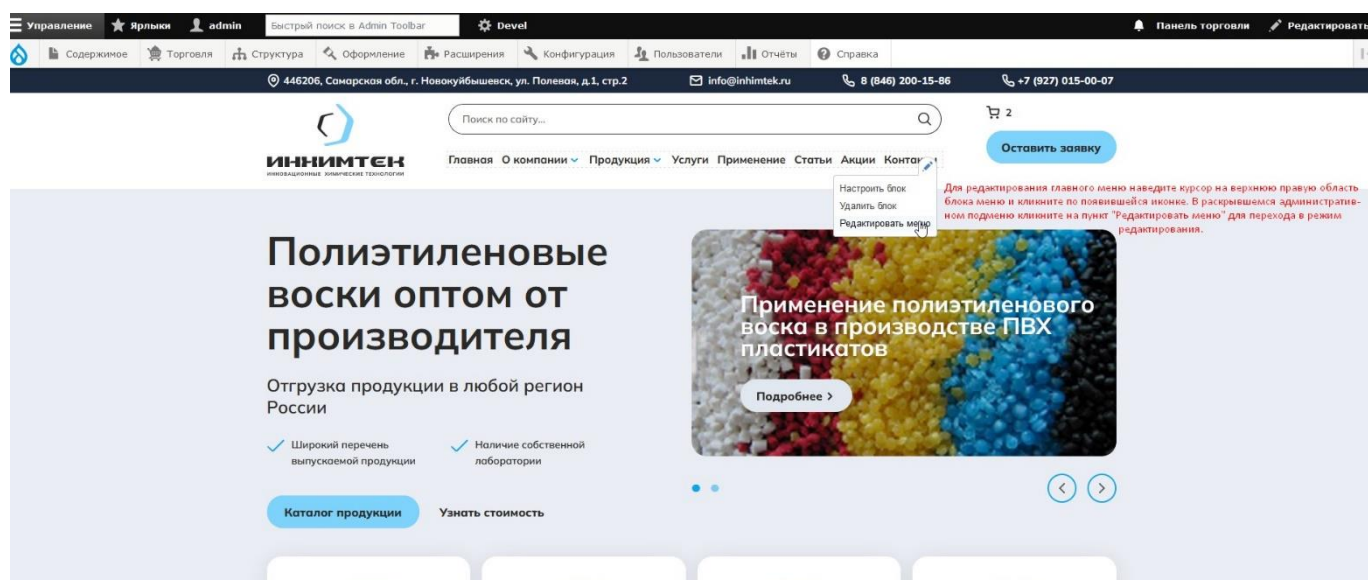 Управление Ярлыки admin Быстрый поиск в Admin Toolbar Devel Панель торговли Редактировать
Содержимое Торговля Структура Оформление Расширения Конфигурация Пользователи Отчёты Справка
446206, Самарская обл., г. Новокуйбышевск, ул. Полевая, д.1, стр.2 info@inhimtek.ru 8 (846) 200-15-86 +7 (927) 015-00-07
Поиск по сайту... 2
ИННИМТЕК
ИННОВАЦИОННЫЕ ХИМИЧЕСКИЕ ТЕХНОЛОГИИ
Главная О компании Продукция Услуги Применение Статьи Акции Контакты
Оставить заявку
Настроить блок
Удалить блок
Редактировать меню
Для редактирования главного меню наведите курсор на верхнюю правую область
блока меню и кликните по появившейся иконке. В раскрывшемся административ-
ном подменю кликните на пункт "Редактировать меню" для перехода в режим
редактирования.
Полиэтиленовые
воски оптом от
производителя
Отгрузка продукции в любой регион
России
Широкий перечень
выпускаемой продукции
Наличие собственной
лаборатории
Каталог продукции Узнать стоимость
Применение полиэтиленового
воска в производстве ПВХ
пластикатов
Подробнее >